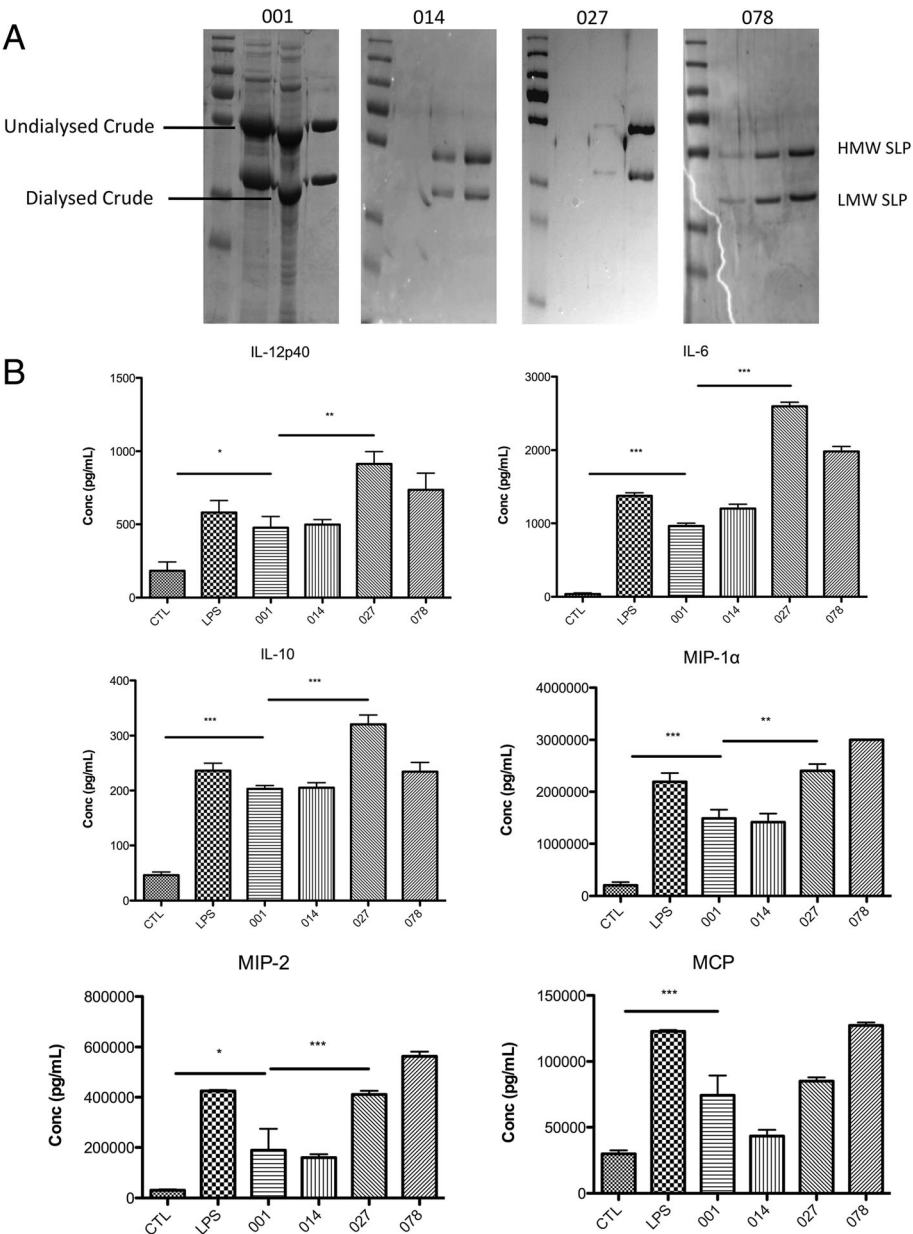 A
001
014
027
078
Undialysed Crude
Dialysed Crude
HMW SLP
LMW SLP
B
IL-12p40
Conc (pg/mL)
1500
1000
500
0
*
**
CTL
LPS
001
014
027
078
IL-6
Conc (pg/mL)
3000
2000
1000
0
***
***
CTL
LPS
001
014
027
078
IL-10
Conc (pg/mL)
400
300
200
100
0
***
***
CTL
LPS
001
014
027
078
MIP-1α
Conc (pg/mL)
4000000
3000000
2000000
1000000
0
***
**
CTL
LPS
001
014
027
078
MIP-2
Conc (pg/mL)
800000
600000
400000
200000
0
*
***
CTL
LPS
001
014
027
078
MCP
Conc (pg/mL)
150000
100000
50000
0
***
CTL
LPS
001
014
027
078